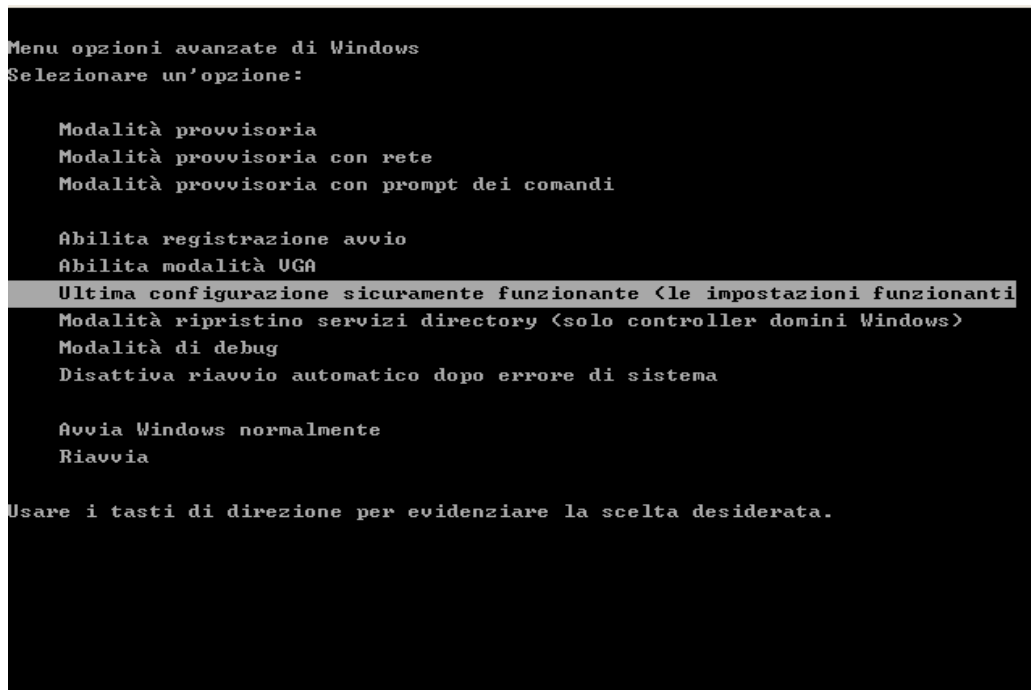 Menu opzioni avanzate di Windows
Selezionare un'opzione:
Modalità provvisoria
Modalità provvisoria con rete
Modalità provvisoria con prompt dei comandi
Abilita registrazione avvio
Abilita modalità VGA
Ultima configurazione sicuramente funzionante (le impostazioni funzionanti
Modalità ripristino servizi directory (solo controller domini Windows)
Modalità di debug
Disattiva riavvio automatico dopo errore di sistema
Avvia Windows normalmente
Riavvia
Usare i tasti di direzione per evidenziare la scelta desiderata.